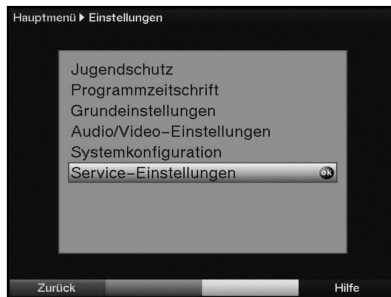 Hauptmenü ▶ Einstellungen
Jugendschutz
Programmzeitschrift
Grundeinstellungen
Audio/Video-Einstellungen
Systemkonfiguration
Service-Einstellungen ok
Zurück Hilfe